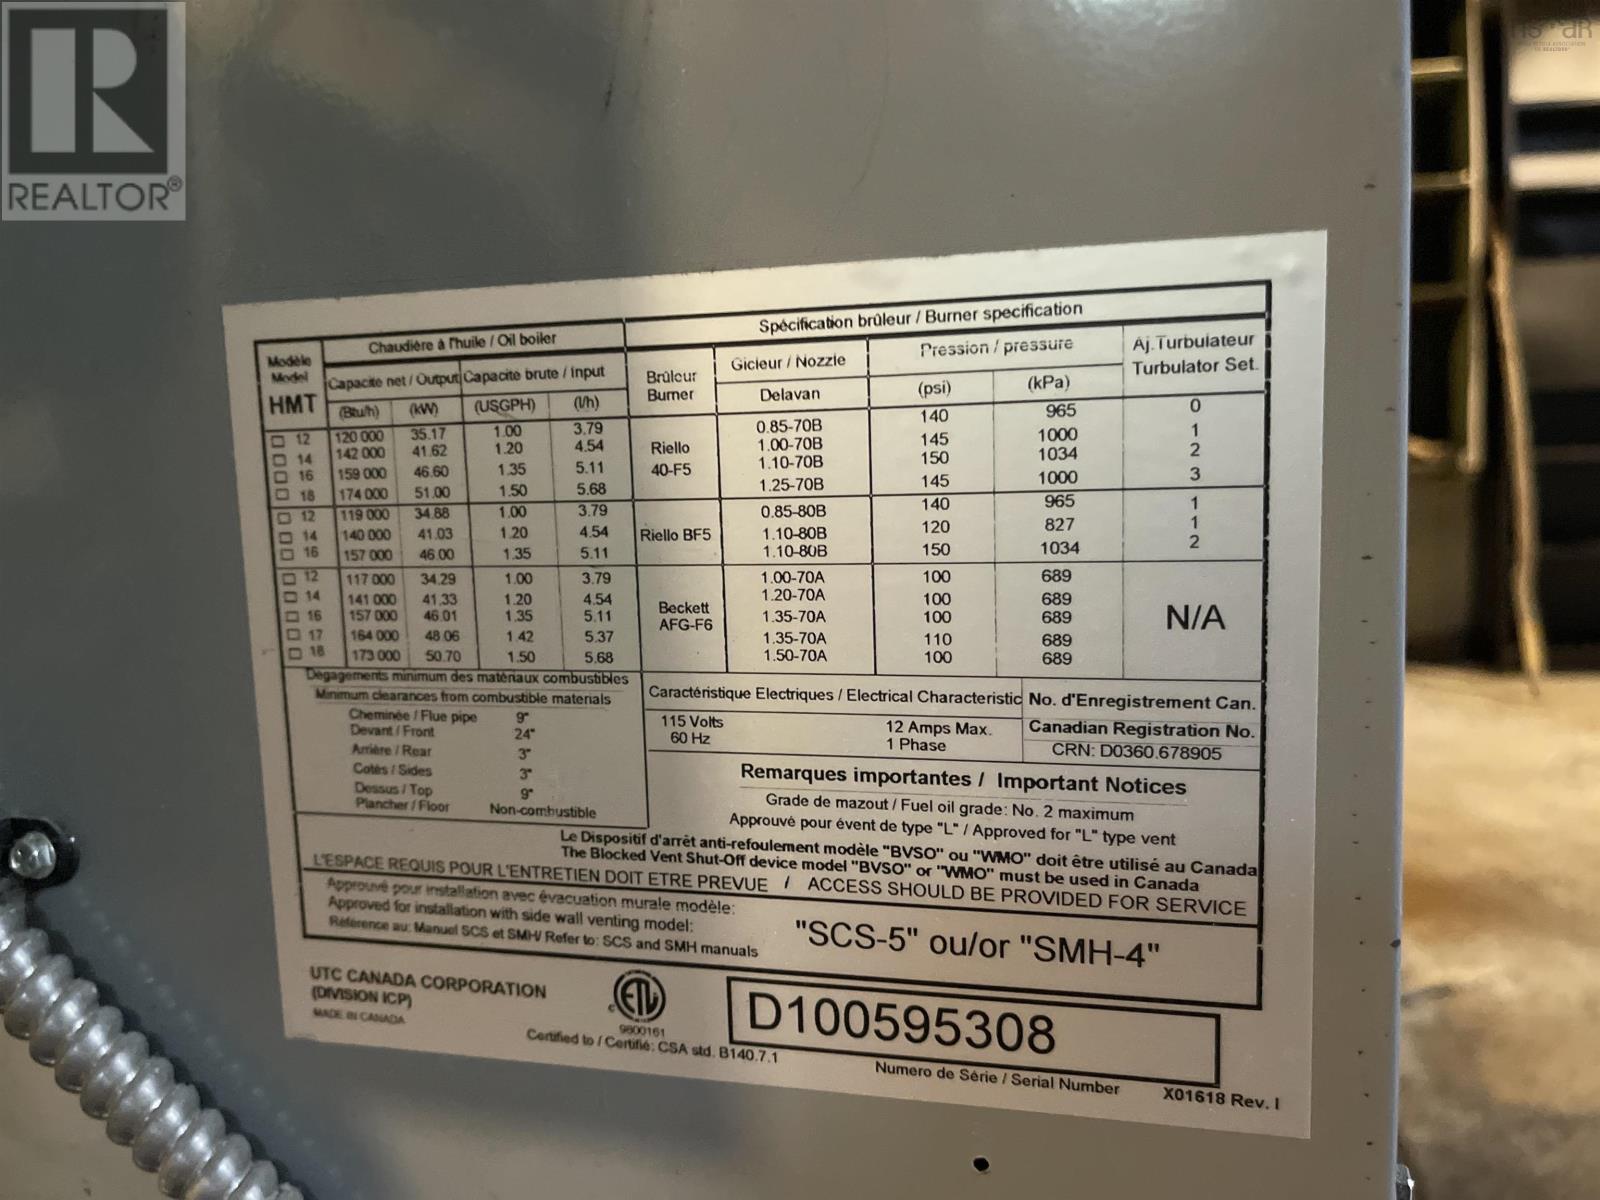 REALTOR®
Modèle Model HMT
Chaudière à l'huile / Oil boiler
Spécification brûleur / Burner specification
Capacité net / Output Capacité brute / Input
Brûleur Burner
Gicleur / Nozzle
Pression / pressure
Aj.Turbulateur
Turbulator Set.
(Btu/h) (kW) (USGPH) (l/h) Delavan (psi) (kPa)
12 120 000 35.17 1.00 3.79 0.85-70B 140 965 0
14 142 000 41.62 1.20 4.54 1.00-70B 145 1000 1
16 159 000 46.60 1.35 5.11 1.10-70B 150 1034 2
18 174 000 51.00 1.50 5.68 1.25-70B 145 1000 3
Riello
40-F5
12 119 000 34.88 1.00 3.79 0.85-80B 140 965 1
14 140 000 41.03 1.20 4.54 Riello BF5 1.10-80B 120 827 1
16 157 000 46.00 1.35 5.11 1.10-80B 150 1034 2
12 117 000 34.29 1.00 3.79 1.00-70A 100 689
14 141 000 41.33 1.20 4.54 1.20-70A 100 689
16 157 000 46.01 1.35 5.11 1.35-70A 100 689
17 164 000 48.06 1.42 5.37 1.35-70A 110 689
18 173 000 50.70 1.50 5.68 1.50-70A 100 689
Beckett
AFG-F6
N/A
Dégagements minimum des matériaux combustibles
Minimum clearances from combustible materials
Cheminée / Flue pipe 9"
Devant / Front 24"
Arrière / Rear 3"
Cotés / Sides 3"
Dessus / Top 9"
Plancher / Floor Non-combustible
Caractéristique Electriques / Electrical Characteristic
115 Volts 12 Amps Max.
60 Hz 1 Phase
No. d'Enregistrement Can.
Canadian Registration No.
CRN: D0360.678905
Remarques importantes / Important Notices
Grade de mazout / Fuel oil grade: No. 2 maximum
Approuvé pour évent de type "L" / Approved for "L" type vent
Le Dispositif d'arrêt anti-refoulement modèle "BVSO" ou "WMO" doit être utilisé au Canada
The Blocked Vent Shut-Off device model "BVSO" or "WMO" must be used in Canada
L'ESPACE REQUIS POUR L'ENTRETIEN DOIT ETRE PREVUE / ACCESS SHOULD BE PROVIDED FOR SERVICE
Approuvé pour installation avec évacuation murale modèle:
Approved for installation with side wall venting model:
Référence au: Manuel SCS et SMH/ Refer to: SCS and SMH manuals
"SCS-5" ou/or "SMH-4"
UTC CANADA CORPORATION
(DIVISION ICP)
MADE IN CANADA
c ETL
9800161
Certified to / Certifié: CSA std. B140.7.1
D100595308
Numero de Série / Serial Number
X01618 Rev. I